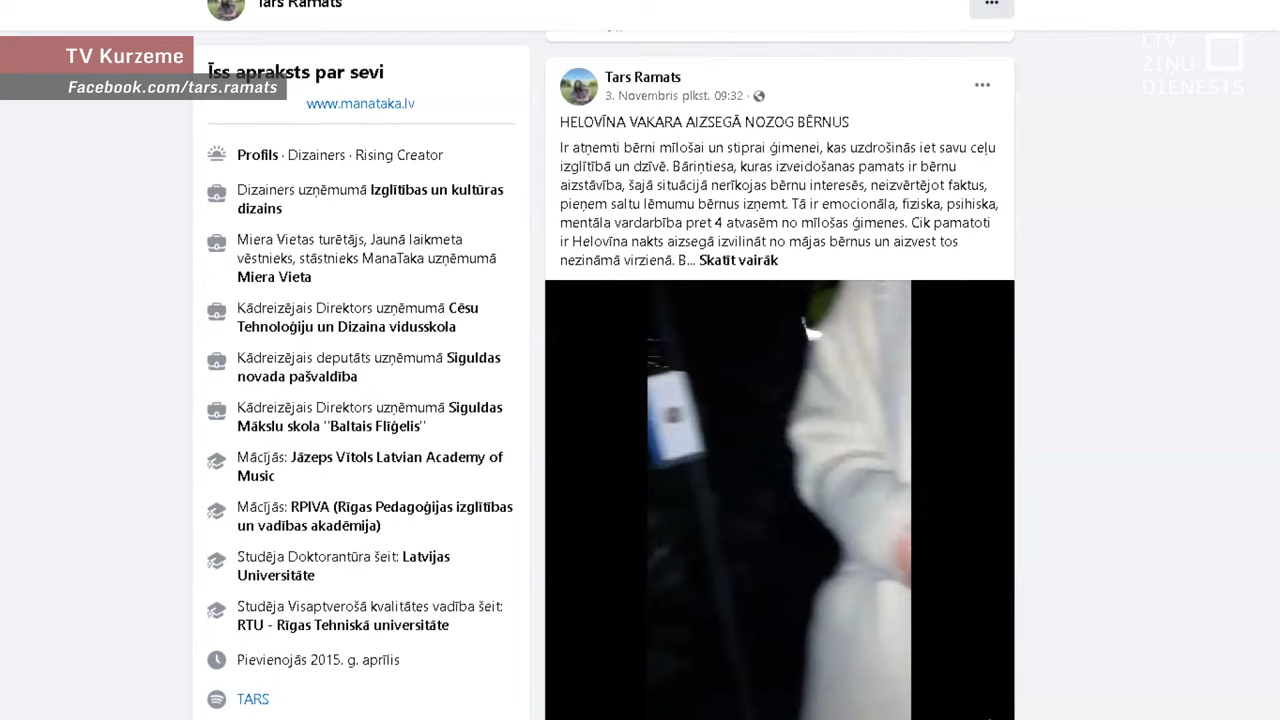 Tars Ramats
TV Kurzeme
Facebook.com/tars.ramats
LTV
ZIŅU
DIENESTS
Īss apraksts par sevi
www.manataka.lv
Profils · Dizainers · Rising Creator
Dizainers uzņēmumā Izglītības un kultūras
dizains
Miera Vietas turētājs, Jaunā laikmeta
vēstnieks, stāstnieks ManaTaka uzņēmumā
Miera Vieta
Kādreizējais Direktors uzņēmumā Cēsu
Tehnoloģiju un Dizaina vidusskola
Kādreizējais deputāts uzņēmumā Siguldas
novada pašvaldība
Kādreizējais Direktors uzņēmumā Siguldas
Mākslu skola "Baltais Flīģelis"
Mācījās: Jāzeps Vītols Latvian Academy of
Music
Mācījās: RPIVA (Rīgas Pedagoģijas izglītības
un vadības akadēmija)
Studēja Doktorantūra šeit: Latvijas
Universitāte
Studēja Visaptverošā kvalitātes vadība šeit:
RTU - Rīgas Tehniskā universitāte
Pievienojās 2015. g. aprīlis
TARS
Tars Ramats
3. Novembris plkst. 09:32 ·
HELOVĪNA VAKARA AIZSEGĀ NOZOG BĒRNUS
Ir atņemti bērni mīlošai un stiprai ģimenei, kas uzdrošinās iet savu ceļu
izglītībā un dzīvē. Bāriņtiesa, kuras izveidošanas pamats ir bērnu
aizstāvība, šajā situācijā nerīkojas bērnu interesēs, neizvērtējot faktus,
pieņem saltu lēmumu bērnus izņemt. Tā ir emocionāla, fiziska, psihiska,
mentāla vardarbība pret 4 atvasēm no mīlošas ģimenes. Cik pamatoti
ir Helovīna nakts aizsegā izvilināt no mājas bērnus un aizvest tos
nezināmā virzienā. B... Skatīt vairāk